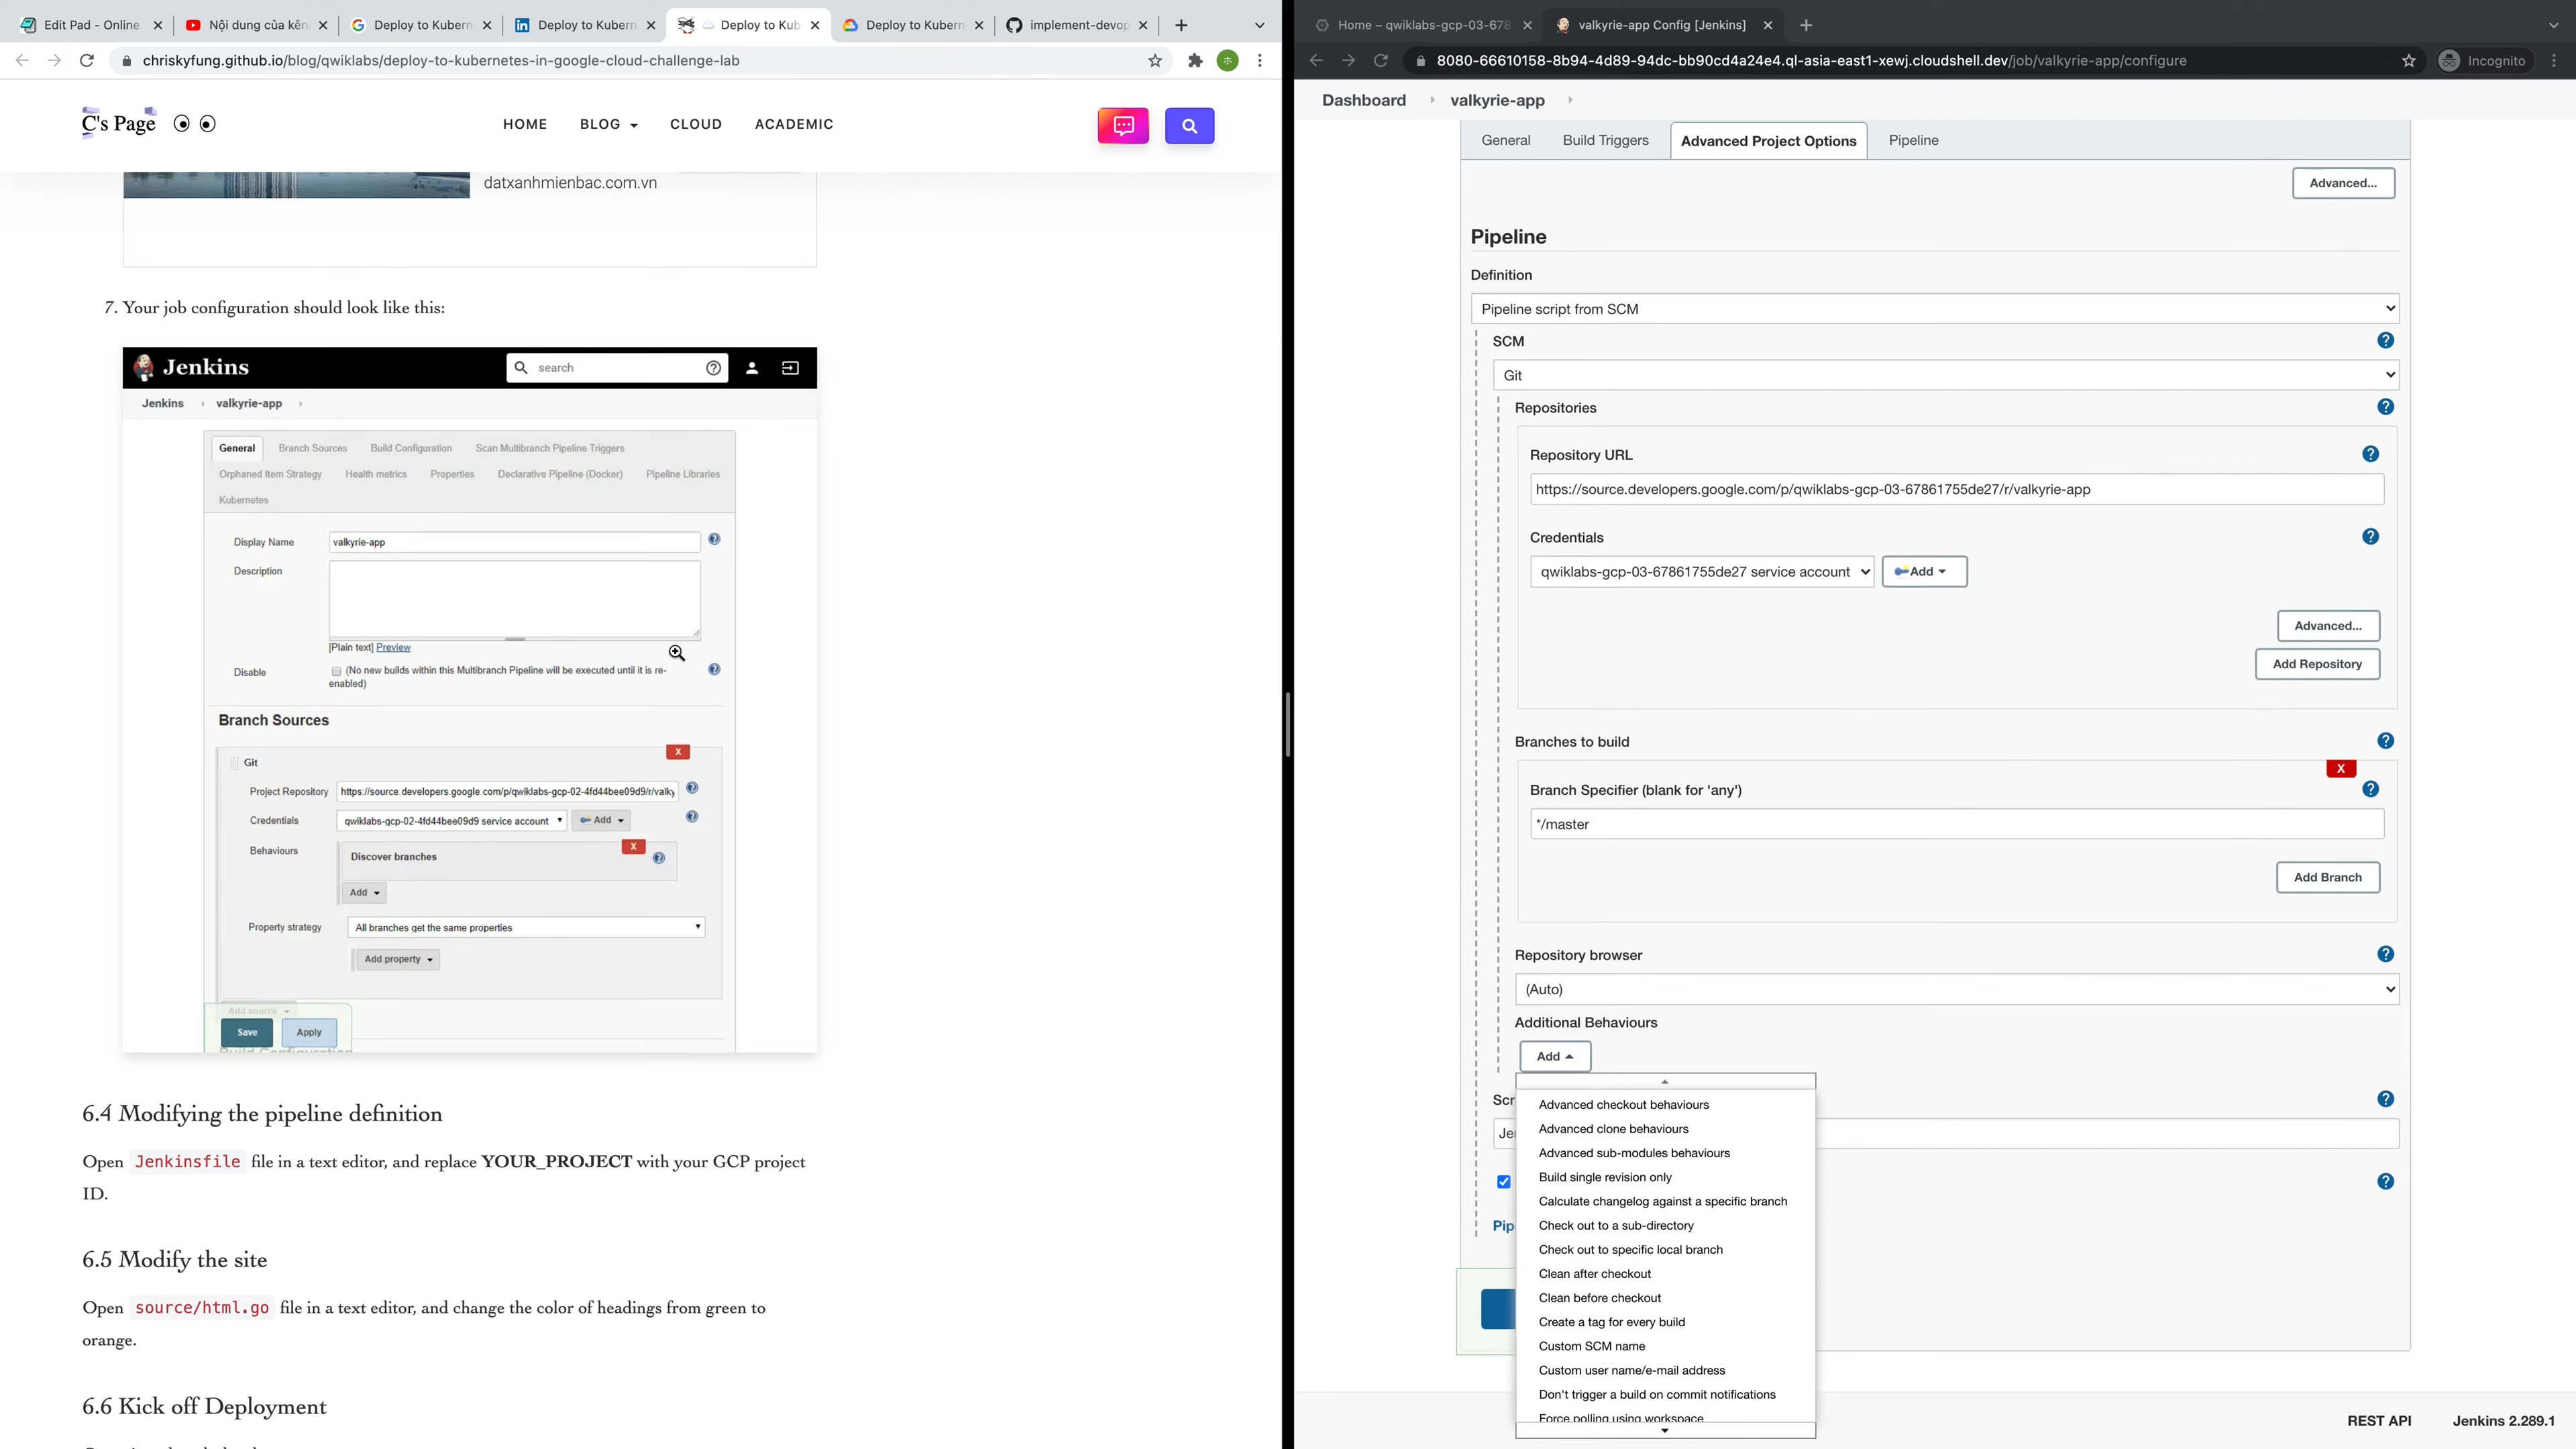 Edit Pad - Online
Nội dung của kên
Deploy to Kubern
Deploy to Kubern
Deploy to Kub
Deploy to Kubern
implement-devop
chriskyfung.github.io/blog/qwiklabs/deploy-to-kubernetes-in-google-cloud-challenge-lab
C's Page
HOME
BLOG
CLOUD
ACADEMIC
datxanhmienbac.com.vn
7. Your job configuration should look like this:
Jenkins
search
Jenkins
valkyrie-app
General
Branch Sources
Build Configuration
Scan Multibranch Pipeline Triggers
Orphaned Item Strategy
Health metrics
Properties
Declarative Pipeline (Docker)
Pipeline Libraries
Kubernetes
Display Name
valkyrie-app
Description
[Plain text] Preview
Disable
(No new builds within this Multibranch Pipeline will be executed until it is re-
enabled)
Branch Sources
X
Git
Project Repository
https://source.developers.google.com/p/qwiklabs-gcp-02-4fd44bee09d9/r/valky
Credentials
qwiklabs-gcp-02-4fd44bee09d9 service account
Add
Behaviours
X
Discover branches
Add
Property strategy
All branches get the same properties
Add property
Add source
Save
Apply
Build Configuration
6.4 Modifying the pipeline definition
Open Jenkinsfile file in a text editor, and replace YOUR_PROJECT with your GCP project
ID.
6.5 Modify the site
Open source/html.go file in a text editor, and change the color of headings from green to
orange.
6.6 Kick off Deployment
Home – qwiklabs-gcp-03-678
valkyrie-app Config [Jenkins]
8080-66610158-8b94-4d89-94dc-bb90cd4a24e4.ql-asia-east1-xewj.cloudshell.dev/job/valkyrie-app/configure
Incognito
Dashboard
valkyrie-app
General
Build Triggers
Advanced Project Options
Pipeline
Advanced...
Pipeline
Definition
Pipeline script from SCM
SCM
Git
Repositories
Repository URL
https://source.developers.google.com/p/qwiklabs-gcp-03-67861755de27/r/valkyrie-app
Credentials
qwiklabs-gcp-03-67861755de27 service account
Add
Advanced...
Add Repository
Branches to build
X
Branch Specifier (blank for 'any')
*/master
Add Branch
Repository browser
(Auto)
Additional Behaviours
Add
Scr
Je
Pip
Advanced checkout behaviours
Advanced clone behaviours
Advanced sub-modules behaviours
Build single revision only
Calculate changelog against a specific branch
Check out to a sub-directory
Check out to specific local branch
Clean after checkout
Clean before checkout
Create a tag for every build
Custom SCM name
Custom user name/e-mail address
Don't trigger a build on commit notifications
Force polling using workspace
REST API
Jenkins 2.289.1